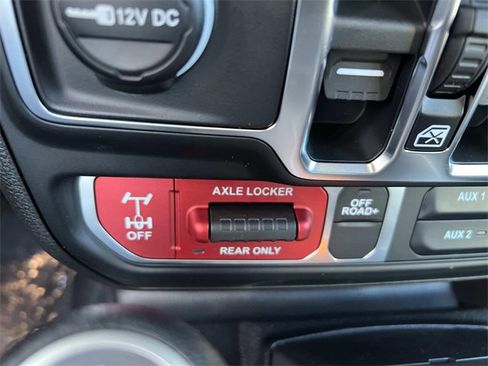 12V DC
AXLE LOCKER
OFF
REAR ONLY
OFF
ROAD+
AUX 1
AUX 2